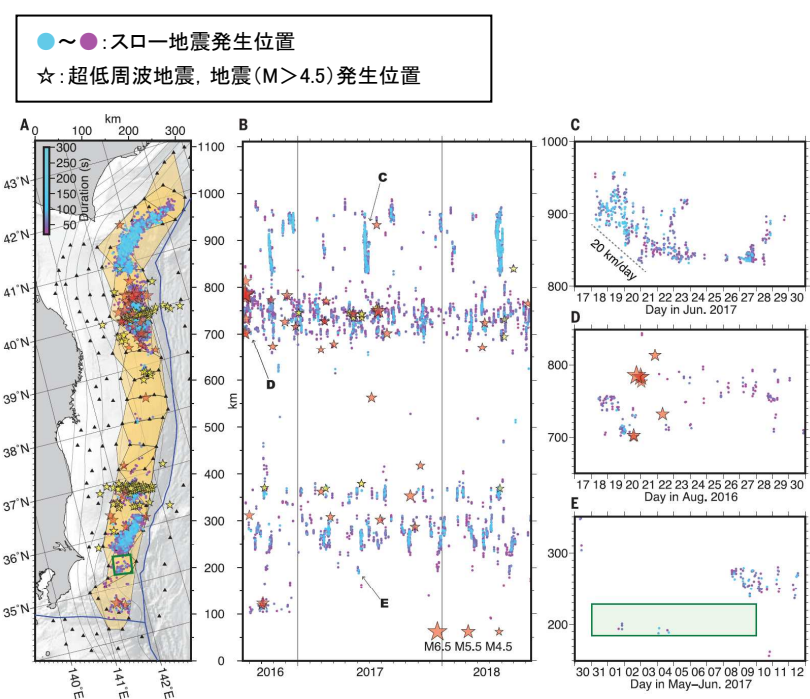 ●～●:スロー地震発生位置
☆:超低周波地震, 地震(M＞4.5)発生位置
A
km
0 100 200 300
300
250
200
150
100
50
Duration (s)
43°N
42°N
41°N
40°N
39°N
38°N
37°N
36°N
35°N
140°E
141°E
142°E
B
1100
1000
900
800
700
600
500
400
300
200
100
0
km
C
D
E
M6.5 M5.5 M4.5
2016 2017 2018
C
1000
900
800
20 km/day
17 18 19 20 21 22 23 24 25 26 27 28 29 30
Day in Jun. 2017
D
800
700
17 18 19 20 21 22 23 24 25 26 27 28 29 30 31
Day in Aug. 2016
E
300
200
30 31 01 02 03 04 05 06 07 08 09 10 11 12
Day in May–Jun. 2017